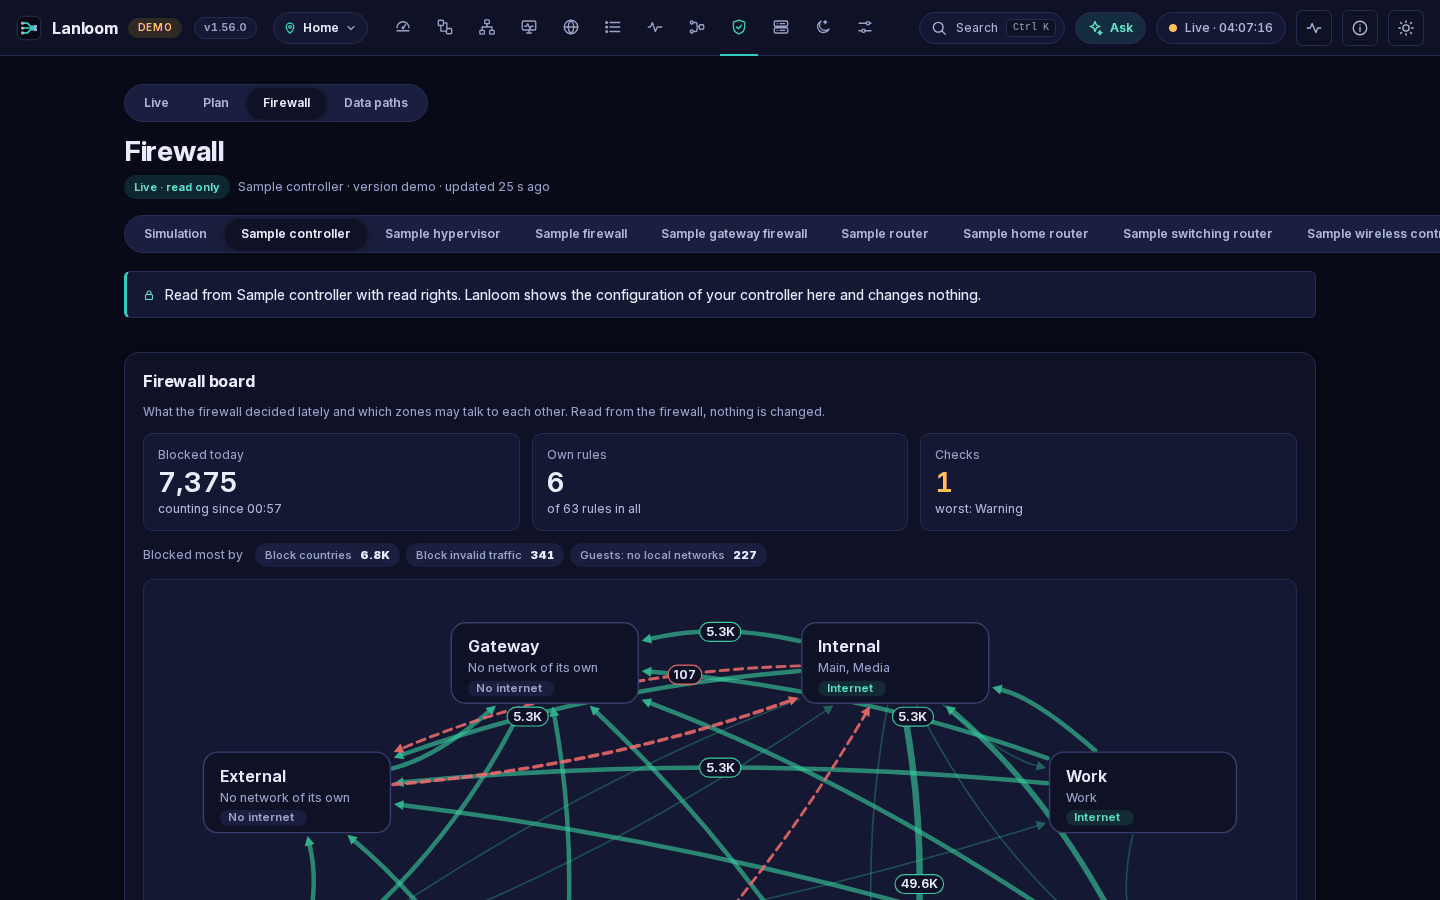 Lanloom DEMO v1.56.0 Home Search Ctrl K Ask Live · 04:07:16
Live Plan Firewall Data paths
Firewall
Live · read only Sample controller · version demo · updated 25 s ago
Simulation Sample controller Sample hypervisor Sample firewall Sample gateway firewall Sample router Sample home router Sample switching router Sample wireless
Read from Sample controller with read rights. Lanloom shows the configuration of your controller here and changes nothing.
Firewall board
What the firewall decided lately and which zones may talk to each other. Read from the firewall, nothing is changed.
Blocked today
7,375
counting since 00:57
Own rules
6
of 63 rules in all
Checks
1
worst: Warning
Blocked most by Block countries 6.8K Block invalid traffic 341 Guests: no local networks 227
Gateway
No network of its own
No internet
5.3K
107
Internal
Main, Media
Internet
5.3K
5.3K
External
No network of its own
No internet
5.3K
Work
Work
Internet
49.6K